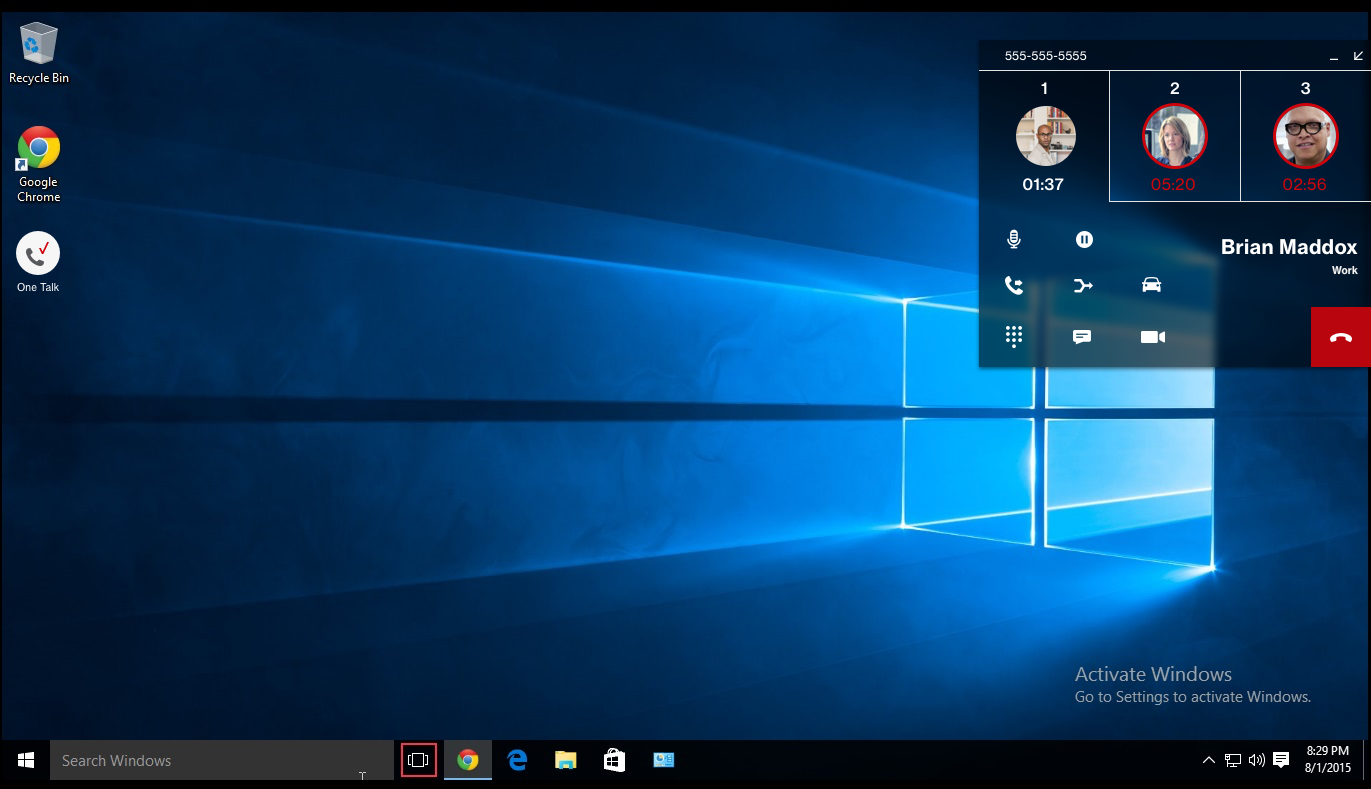 Recycle Bin
Google
Chrome
One Talk
555-555-5555
1
2
3
01:37
05:20
02:56
Brian Maddox
Work
Activate Windows
Go to Settings to activate Windows.
Search Windows
8:29 PM
8/1/2015